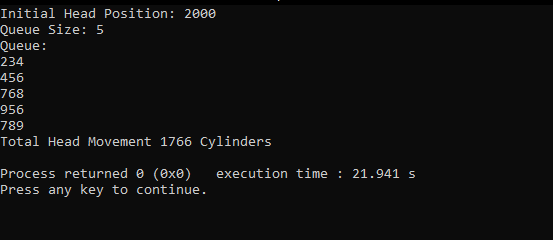 Initial Head Position: 2000
Queue Size: 5
Queue:
234
456
768
956
789
Total Head Movement 1766 Cylinders
Process returned 0 (0x0)   execution time : 21.941 s
Press any key to continue.